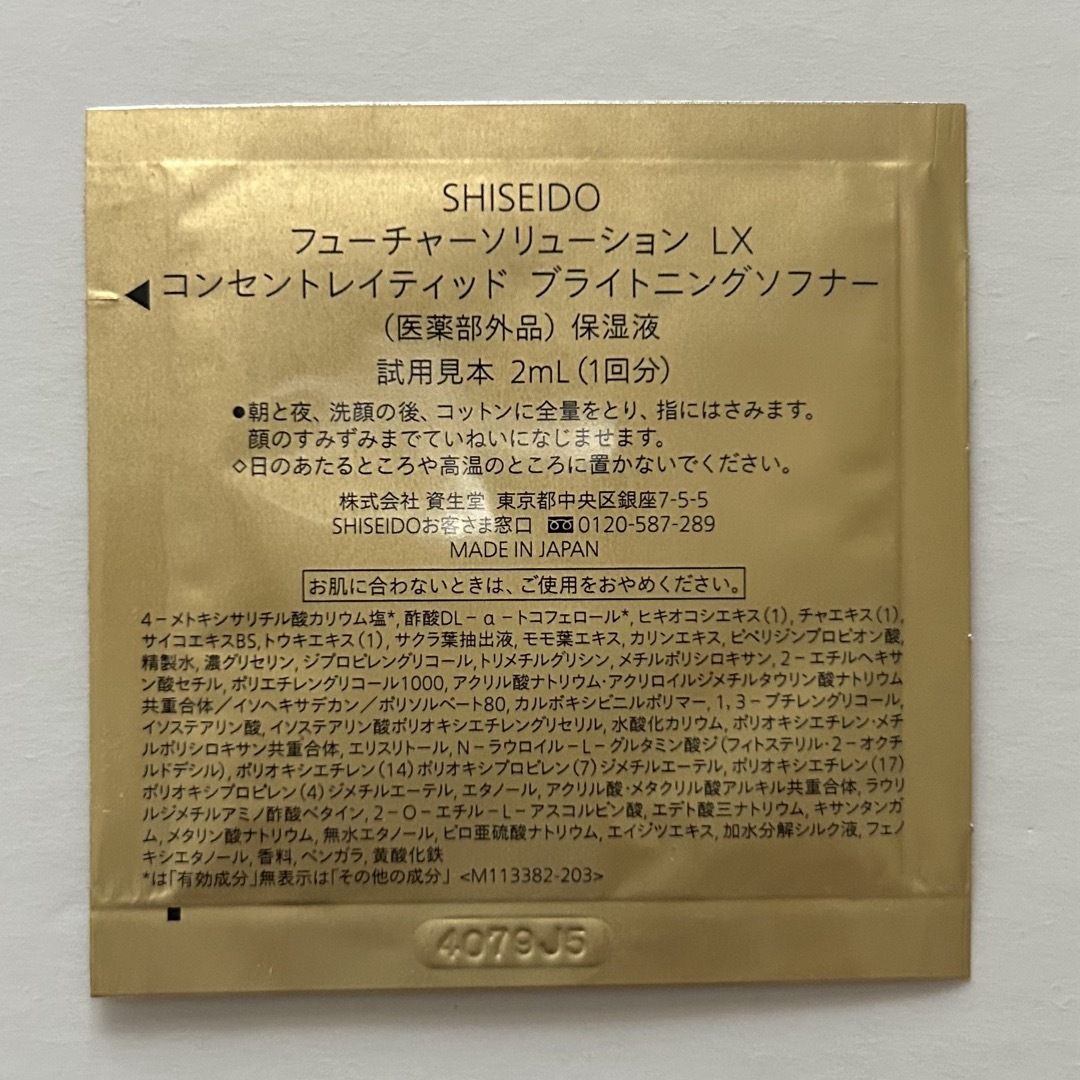 SHISEIDO
フューチャーソリューション LX
コンセントレイティッド ブライトニングソフナー
(医薬部外品) 保湿液
試用見本 2mL (1回分)
●朝と夜、洗顔の後、コットンに全量をとり、指にはさみます。
顔のすみずみまでていねいになじませます。
◇日のあたるところや高温のところに置かないでください。
株式会社 資生堂 東京都中央区銀座7-5-5
SHISEIDOお客さま窓口 0120-587-289
MADE IN JAPAN
お肌に合わないときは、ご使用をおやめください。
4-メトキシサリチル酸カリウム塩*, 酢酸DL-α-トコフェロール*, ヒキオコシエキス(1), チャエキス(1),
サイコエキスBS, トウキエキス(1), サクラ葉抽出液, モモ葉エキス, カリンエキス, ピペリジンプロピオン酸,
精製水, 濃グリセリン, ジプロピレングリコール, トリメチルグリシン, メチルポリシロキサン, 2-エチルヘキサ
ン酸セチル, ポリエチレングリコール1000, アクリル酸ナトリウム・アクリロイルジメチルタウリン酸ナトリウム
共重合体/イソヘキサデカン/ポリソルベート80, カルボキシビニルポリマー, 1, 3-ブチレングリコール,
イソステアリン酸, イソステアリン酸ポリオキシエチレングリセリル, 水酸化カリウム, ポリオキシエチレン・メチ
ルポリシロキサン共重合体, エリスリトール, N-ラウロイル-L-グルタミン酸ジ(フィトステリル・2-オクチ
ルドデシル), ポリオキシエチレン(14)ポリオキシプロピレン(7)ジメチルエーテル, ポリオキシエチレン(17)
ポリオキシプロピレン(4)ジメチルエーテル, エタノール, アクリル酸・メタクリル酸アルキル共重合体, ラウリ
ルジメチルアミノ酢酸ベタイン, 2-O-エチル-L-アスコルビン酸, エデト酸三ナトリウム, キサンタンガ
ム, メタリン酸ナトリウム, 無水エタノール, ピロ亜硫酸ナトリウム, エイジツエキス, 加水分解シルク液, フェノ
キシエタノール, 香料, ベンガラ, 黄酸化鉄
*は「有効成分」無表示は「その他の成分」 <M113382-203>
4079J5